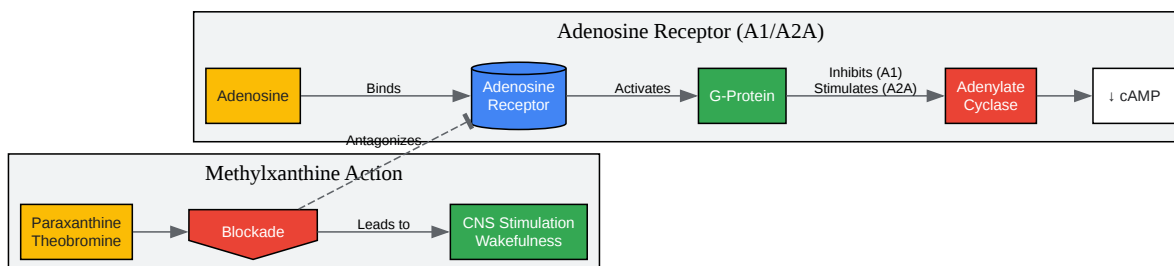 Adenosine Receptor (A1/A2A)
Adenosine
Binds
Adenosine
Receptor
Activates
G-Protein
Inhibits (A1)
Stimulates (A2A)
Adenylate
Cyclase
↓ cAMP
Antagonizes
Methylxanthine Action
Paraxanthine
Theobromine
Blockade
Leads to
CNS Stimulation
Wakefulness